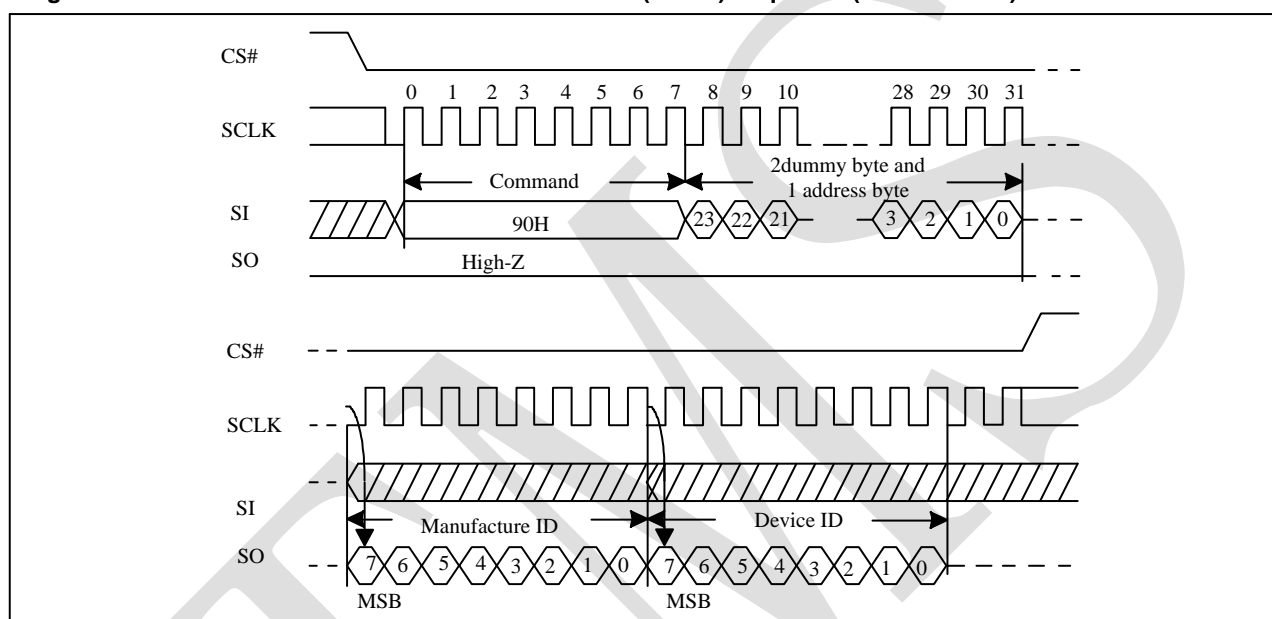 CS#
0 1 2 3 4 5 6 7 8 9 10 28 29 30 31
SCLK
Command
2dummy byte and
1 address byte
SI
90H
23 22 21 3 2 1 0
SO
High-Z
CS#
SCLK
SI
Manufacture ID
Device ID
SO
7 6 5 4 3 2 1 0 7 6 5 4 3 2 1 0
MSB
MSB